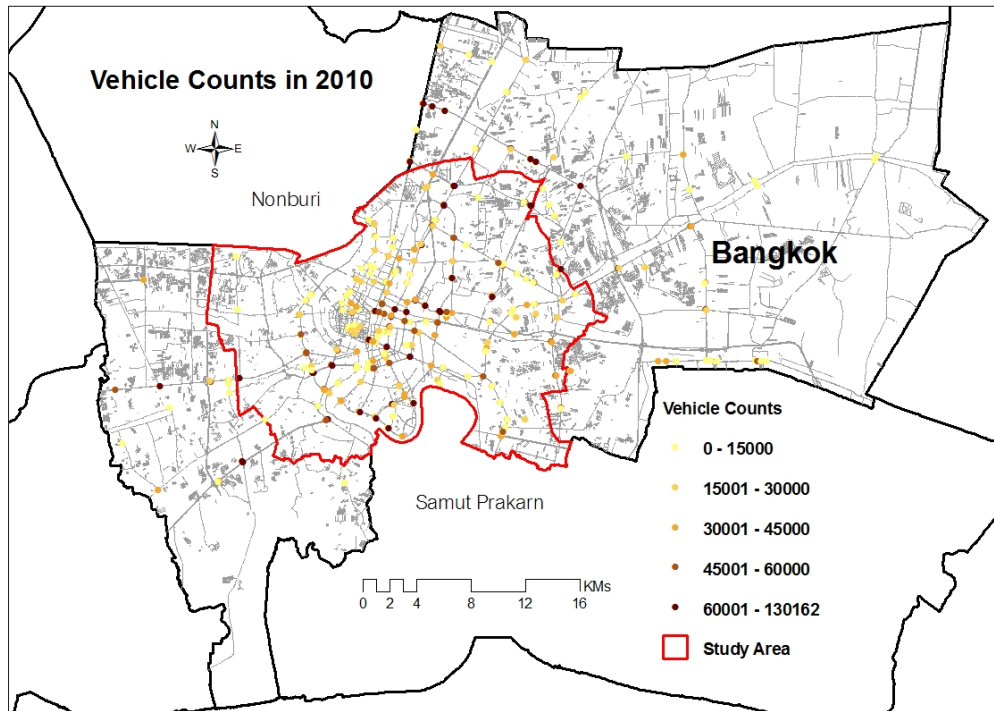 Vehicle Counts in 2010
N
W E
S
Nonburi
Bangkok
Samut Prakarn
Vehicle Counts
0 - 15000
15001 - 30000
30001 - 45000
45001 - 60000
60001 - 130162
Study Area
KMs
0 2 4 8 12 16